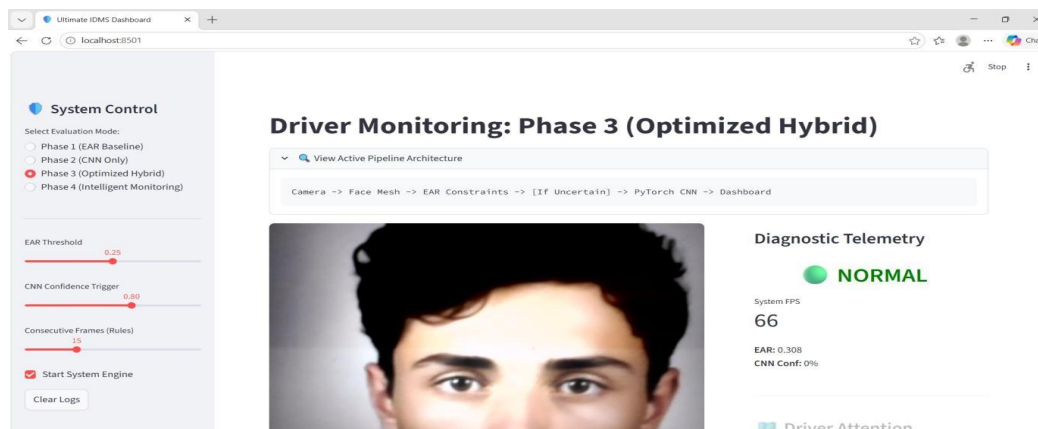 Ultimate IDMS Dashboard
localhost:8501
Cha
Stop
System Control
Select Evaluation Mode:
Phase 1 (EAR Baseline)
Phase 2 (CNN Only)
Phase 3 (Optimized Hybrid)
Phase 4 (Intelligent Monitoring)
EAR Threshold
0.25
CNN Confidence Trigger
0.80
Consecutive Frames (Rules)
15
Start System Engine
Clear Logs
Driver Monitoring: Phase 3 (Optimized Hybrid)
View Active Pipeline Architecture
Camera -> Face Mesh -> EAR Constraints -> [If Uncertain] -> PyTorch CNN -> Dashboard
Diagnostic Telemetry
NORMAL
System FPS
66
EAR: 0.308
CNN Conf: 0%
Driver Attention